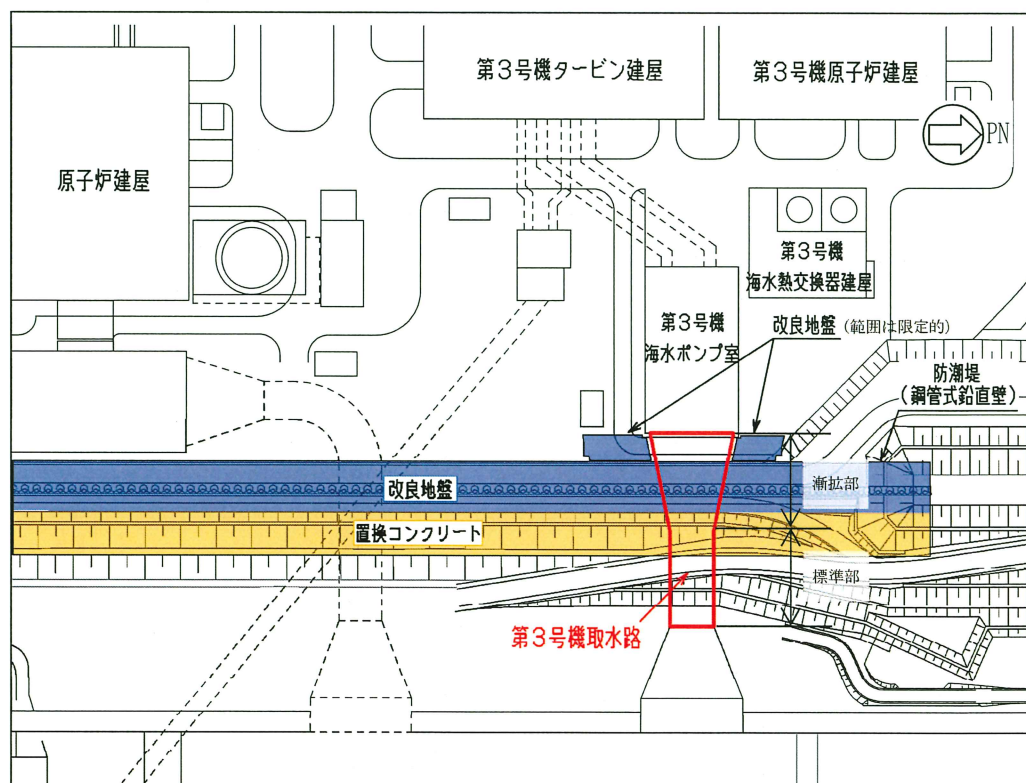 第3号機タービン建屋
第3号機原子炉建屋
PN
原子炉建屋
第3号機
海水熱交換器建屋
第3号機
海水ポンプ室
改良地盤 (範囲は限定的)
防潮堤
(鋼管式鉛直壁)
漸拡部
改良地盤
置換コンクリート
標準部
第3号機取水路